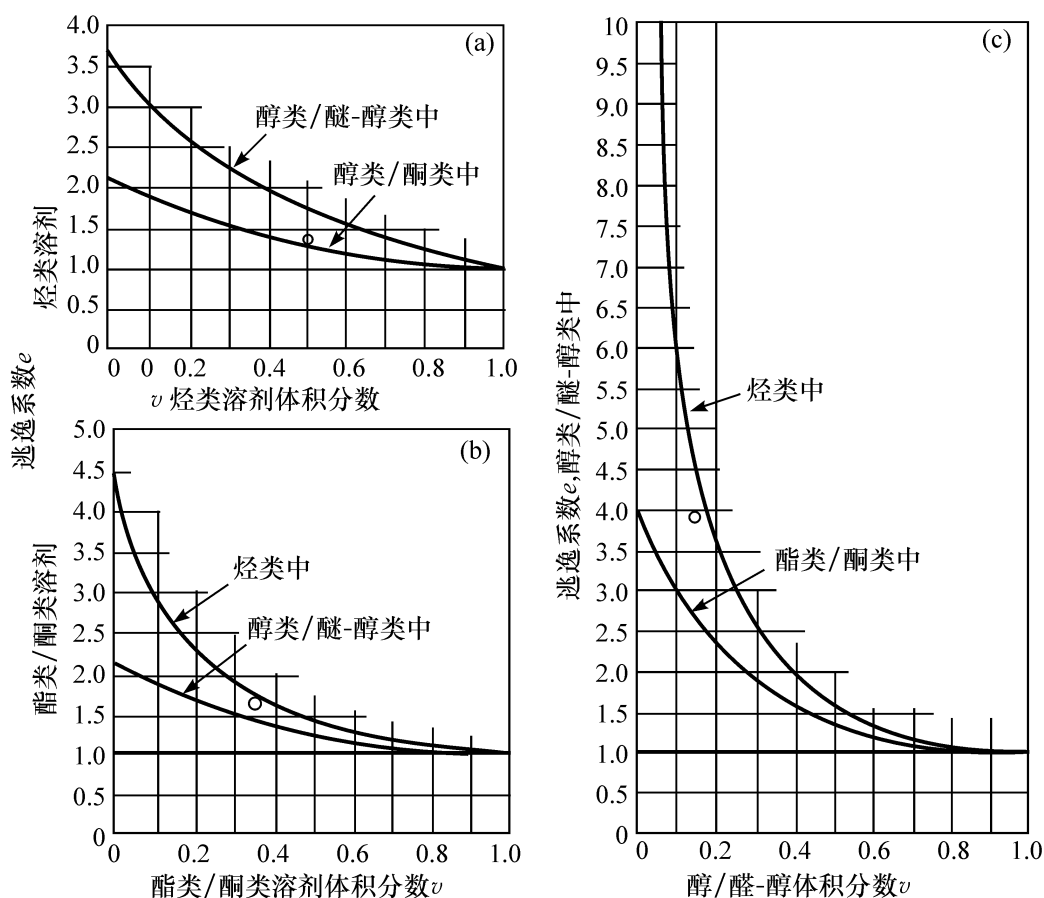 (a)
烃类溶剂
4.0
3.5
3.0
2.5
2.0
1.5
1.0
0.5
0
醇类/醚-醇类中
醇类/酮类中
0 0 0.2 0.4 0.6 0.8 1.0
v 烃类溶剂体积分数
逃逸系数e
(b)
酯类/酮类溶剂
5.0
4.5
4.0
3.5
3.0
2.5
2.0
1.5
1.0
0.5
0
烃类中
醇类/醚-醇类中
0 0.2 0.4 0.6 0.8 1.0
酯类/酮类溶剂体积分数v
(c)
逃逸系数e,醇类/醚-醇类中
10
9.5
9.0
8.5
8.0
7.5
7.0
6.5
6.0
5.5
5.0
4.5
4.0
3.5
3.0
2.5
2.0
1.5
1.0
0.5
0
烃类中
酯类/酮类中
0 0.2 0.4 0.6 0.8 1.0
醇/醛-醇体积分数v